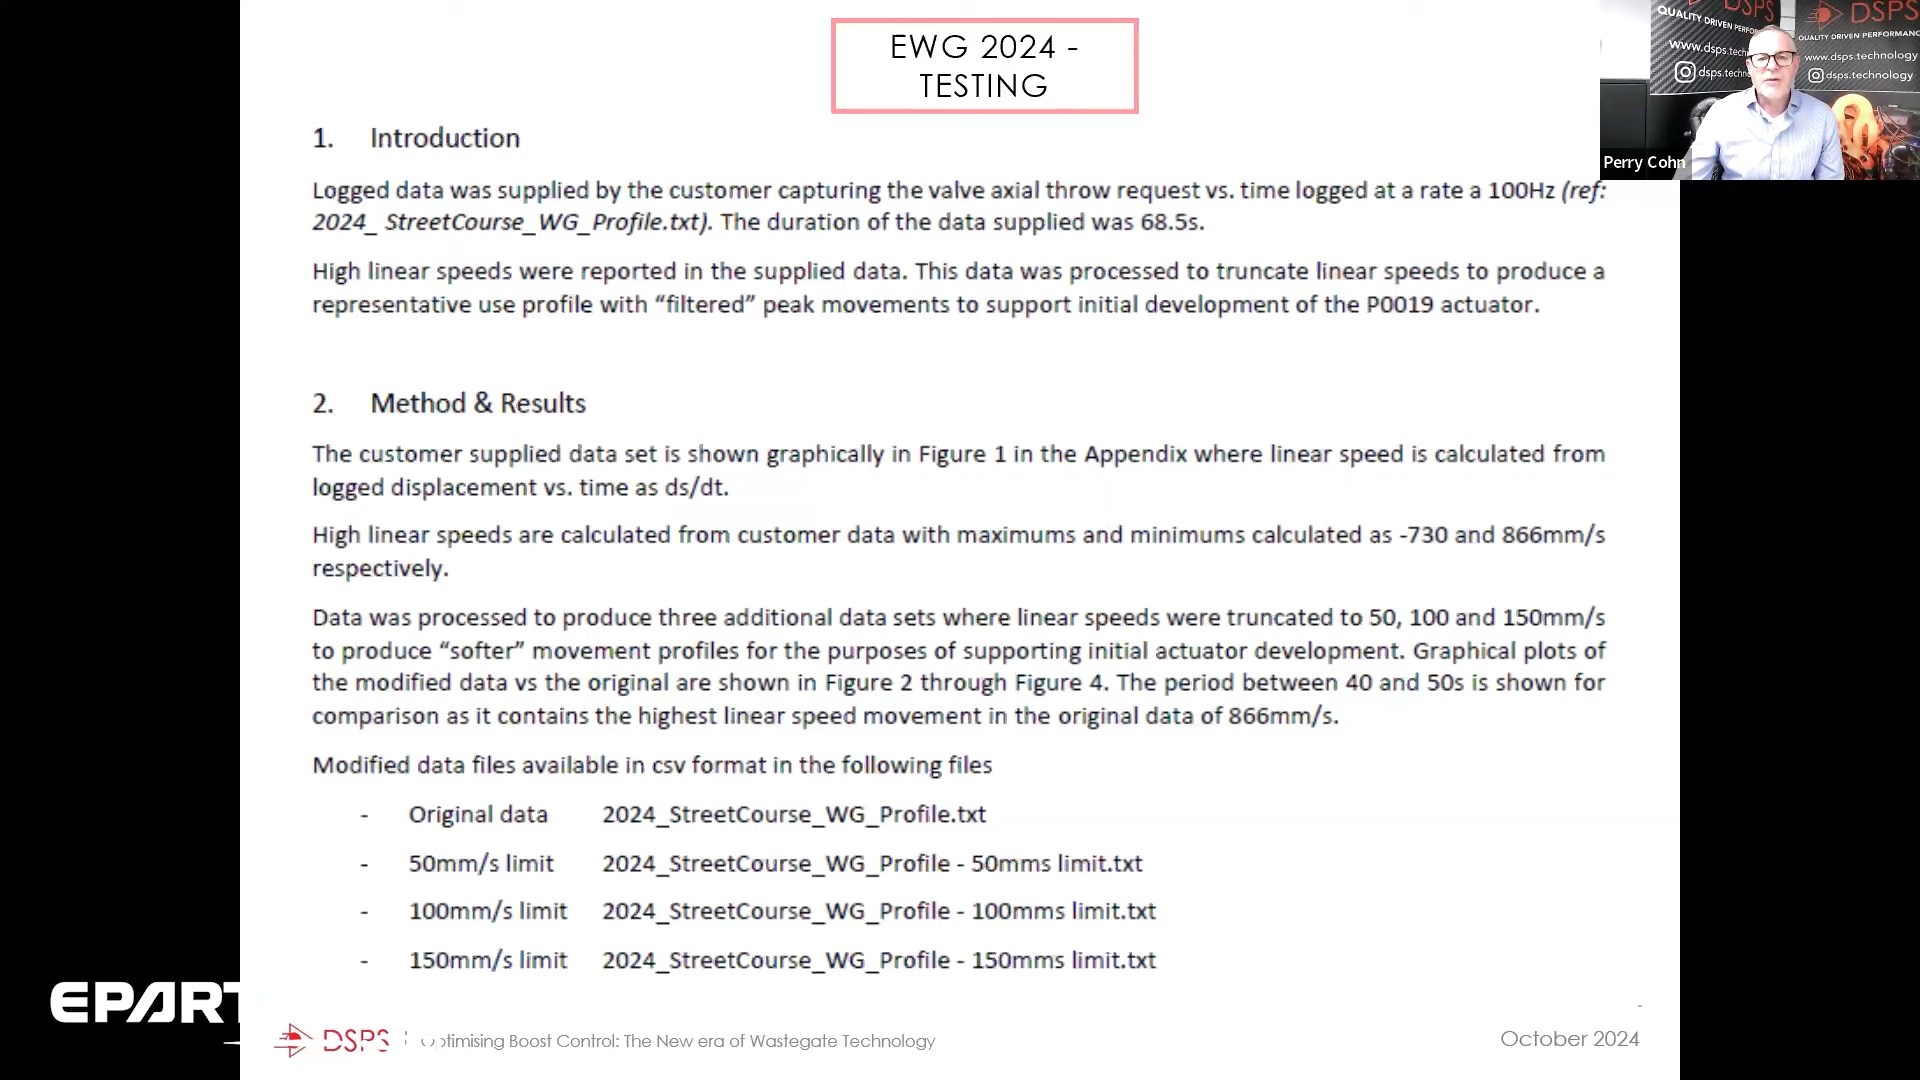 EWG 2024 -
TESTING
QUALITY DRIVEN PERFOR
www.dsps.tech
dsps.techn
DSPS
QUALITY DRIVEN PERFORMANC
www.dsps.technology
dsps.technology
Perry Cohn
1. Introduction
Logged data was supplied by the customer capturing the valve axial throw request vs. time logged at a rate a 100Hz (ref:
2024_ StreetCourse_WG_Profile.txt). The duration of the data supplied was 68.5s.
High linear speeds were reported in the supplied data. This data was processed to truncate linear speeds to produce a
representative use profile with “filtered” peak movements to support initial development of the P0019 actuator.
2. Method & Results
The customer supplied data set is shown graphically in Figure 1 in the Appendix where linear speed is calculated from
logged displacement vs. time as ds/dt.
High linear speeds are calculated from customer data with maximums and minimums calculated as -730 and 866mm/s
respectively.
Data was processed to produce three additional data sets where linear speeds were truncated to 50, 100 and 150mm/s
to produce “softer” movement profiles for the purposes of supporting initial actuator development. Graphical plots of
the modified data vs the original are shown in Figure 2 through Figure 4. The period between 40 and 50s is shown for
comparison as it contains the highest linear speed movement in the original data of 866mm/s.
Modified data files available in csv format in the following files
- Original data 2024_StreetCourse_WG_Profile.txt
- 50mm/s limit 2024_StreetCourse_WG_Profile - 50mms limit.txt
- 100mm/s limit 2024_StreetCourse_WG_Profile - 100mms limit.txt
- 150mm/s limit 2024_StreetCourse_WG_Profile - 150mms limit.txt
EPART
DSPS
Optimising Boost Control: The New era of Wastegate Technology
October 2024